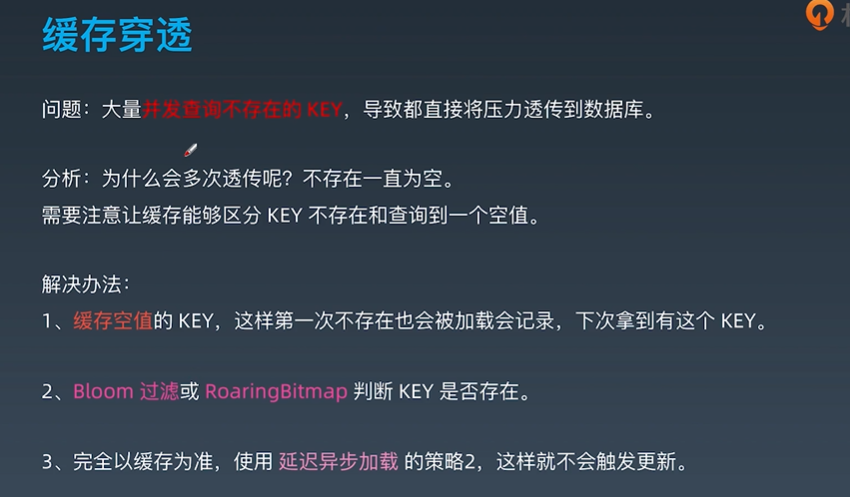 缓存穿透
问题：大量并发查询不存在的 KEY，导致都直接将压力透传到数据库。
分析：为什么会多次透传呢？不存在一直为空。
需要注意让缓存能够区分 KEY 不存在和查询到一个空值。
解决办法：
1、缓存空值的 KEY，这样第一次不存在也会被加载会记录，下次拿到有这个 KEY。
2、Bloom 过滤或 RoaringBitmap 判断 KEY 是否存在。
3、完全以缓存为准，使用 延迟异步加载 的策略2，这样就不会触发更新。